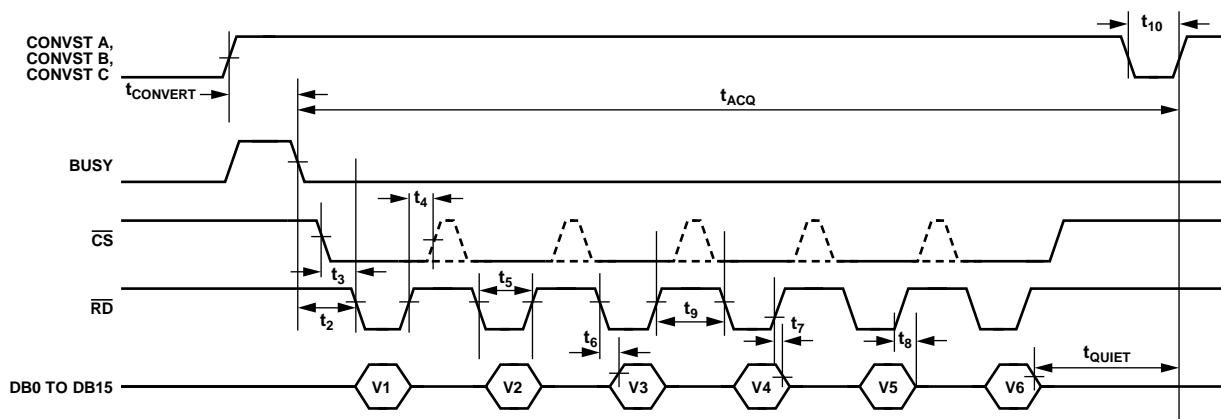 CONVST A,
CONVST B,
CONVST C
t10
tCONVERT
tACQ
BUSY
t4
CS
t3
t5
RD
t2
t9
t6
t7
t8
tQUIET
DB0 TO DB15
V1
V2
V3
V4
V5
V6